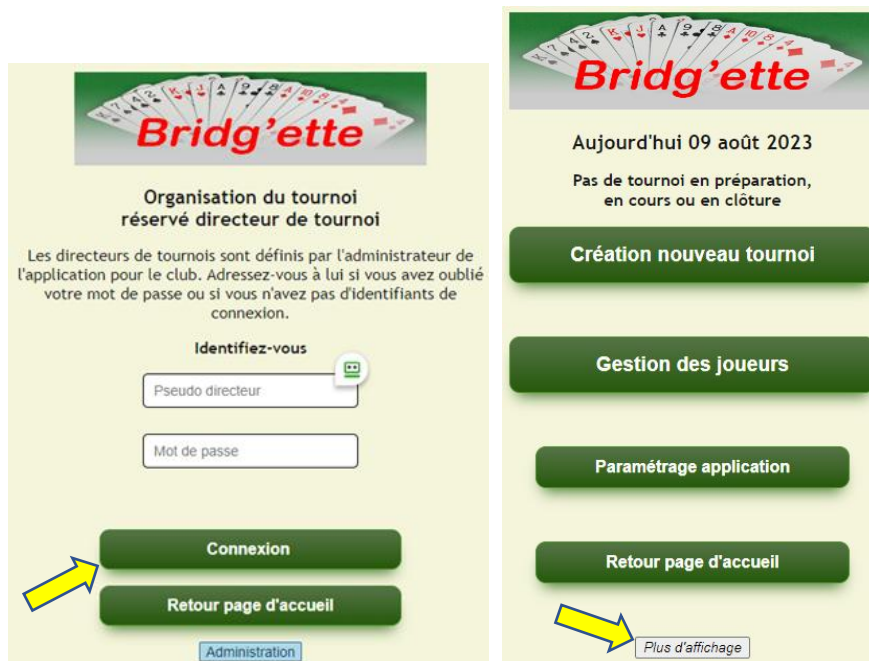 Bridg'ette
Organisation du tournoi
réservé directeur de tournoi
Les directeurs de tournois sont définis par l'administrateur de
l'application pour le club. Adressez-vous à lui si vous avez oublié
votre mot de passe ou si vous n'avez pas d'identifiants de
connexion.
Identifiez-vous
Pseudo directeur
Mot de passe
Connexion
Retour page d'accueil
Administration
Bridg'ette
Aujourd'hui 09 août 2023
Pas de tournoi en préparation,
en cours ou en clôture
Création nouveau tournoi
Gestion des joueurs
Paramétrage application
Retour page d'accueil
Plus d'affichage